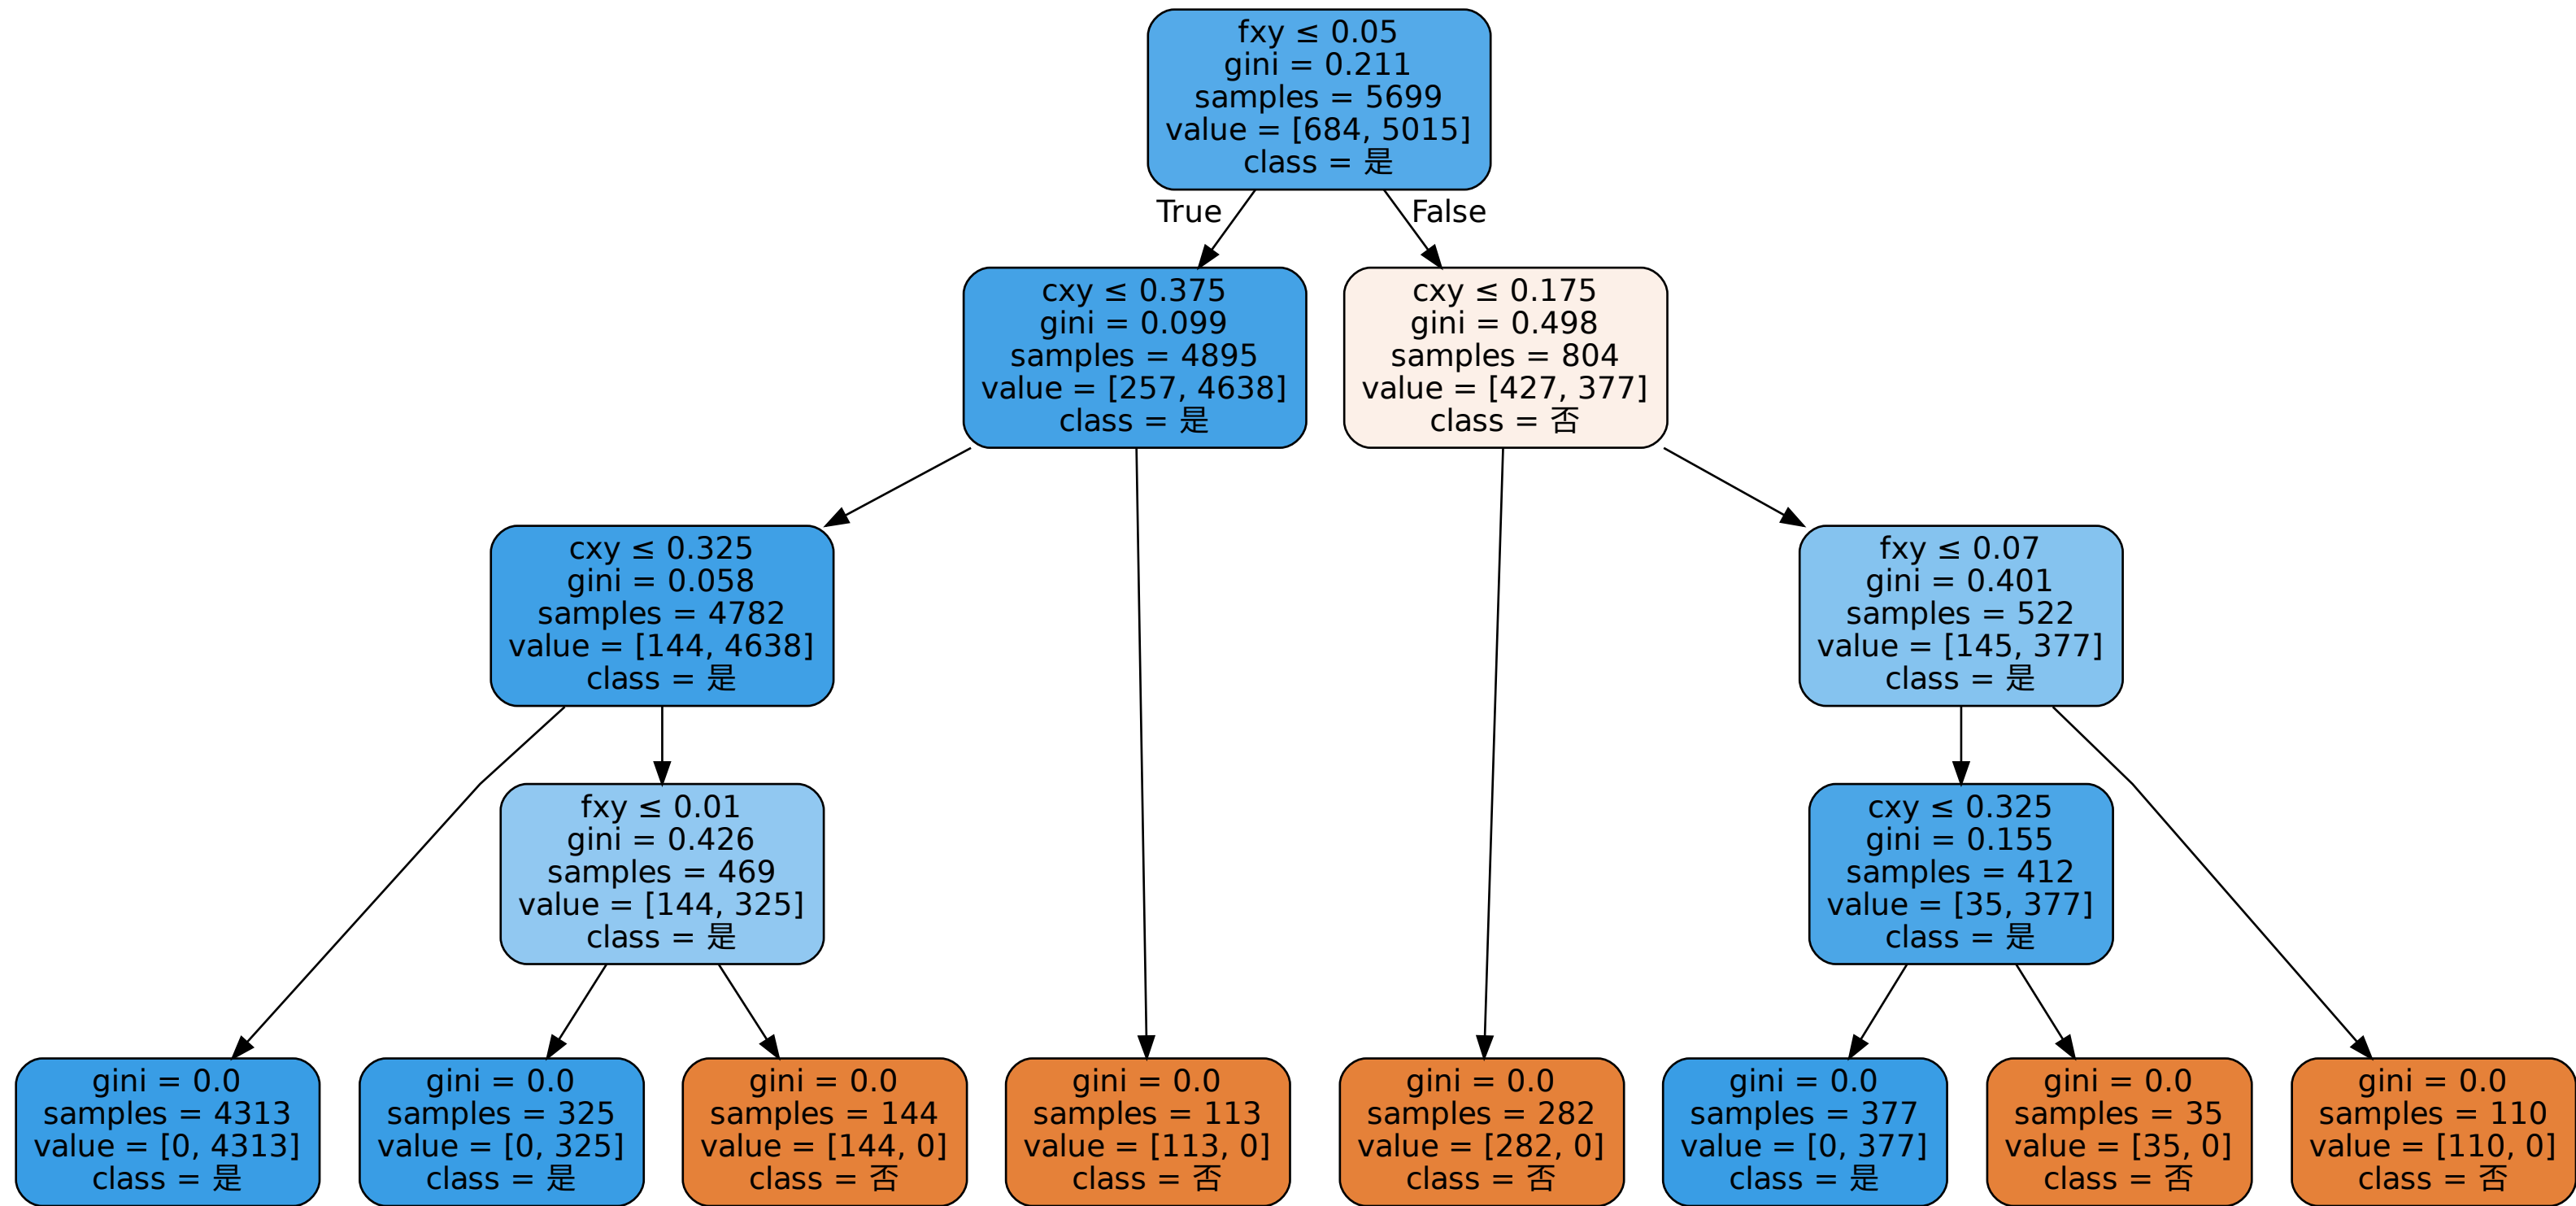 fxy ≤ 0.05
gini = 0.211
samples = 5699
value = [684, 5015]
class = 是
True
False
cxy ≤ 0.375
gini = 0.099
samples = 4895
value = [257, 4638]
class = 是
cxy ≤ 0.175
gini = 0.498
samples = 804
value = [427, 377]
class = 否
cxy ≤ 0.325
gini = 0.058
samples = 4782
value = [144, 4638]
class = 是
fxy ≤ 0.07
gini = 0.401
samples = 522
value = [145, 377]
class = 是
fxy ≤ 0.01
gini = 0.426
samples = 469
value = [144, 325]
class = 是
cxy ≤ 0.325
gini = 0.155
samples = 412
value = [35, 377]
class = 是
gini = 0.0
samples = 4313
value = [0, 4313]
class = 是
gini = 0.0
samples = 325
value = [0, 325]
class = 是
gini = 0.0
samples = 144
value = [144, 0]
class = 否
gini = 0.0
samples = 113
value = [113, 0]
class = 否
gini = 0.0
samples = 282
value = [282, 0]
class = 否
gini = 0.0
samples = 377
value = [0, 377]
class = 是
gini = 0.0
samples = 35
value = [35, 0]
class = 否
gini = 0.0
samples = 110
value = [110, 0]
class = 否